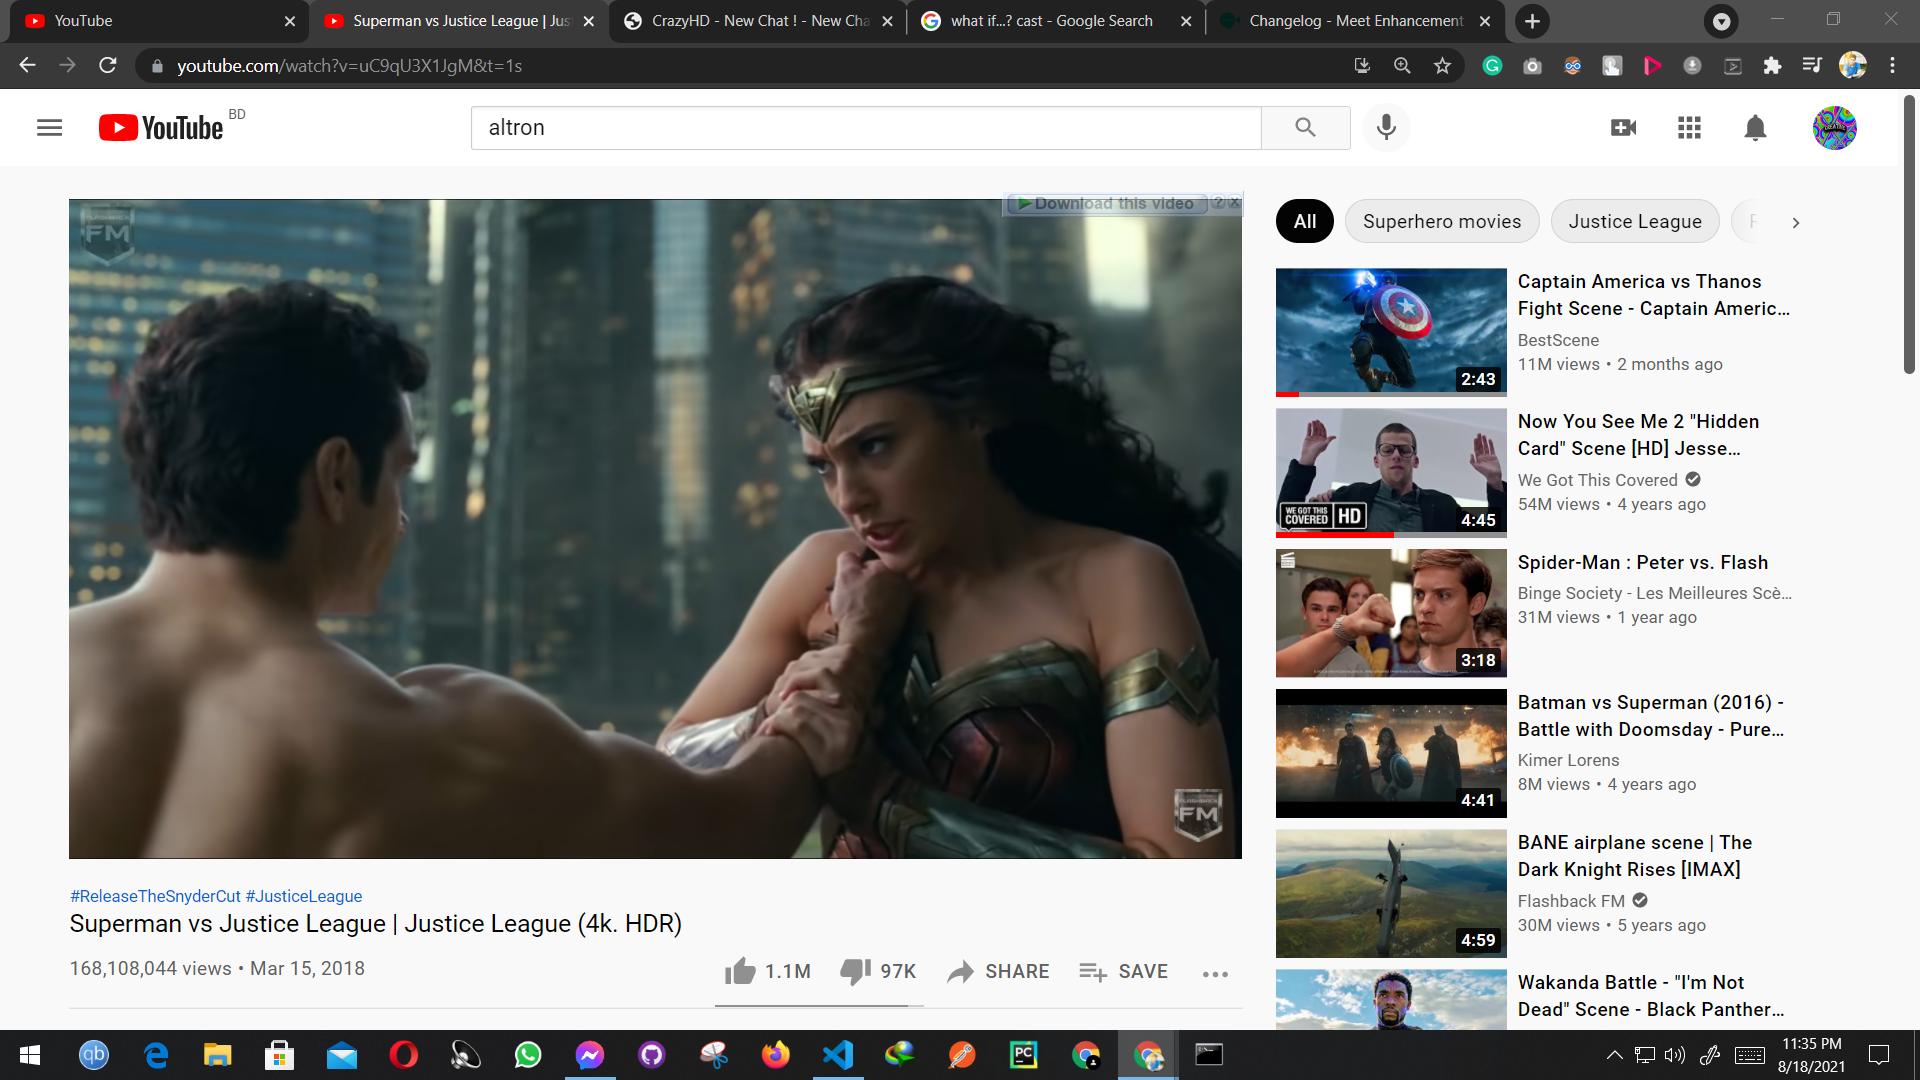 YouTube
Superman vs Justice League | Jus
CrazyHD - New Chat ! - New Cha
what if...? cast - Google Search
Changelog - Meet Enhancement
youtube.com/watch?v=uC9qU3X1JgM&t=1s
YouTube
BD
altron
Download this video
FLASHBACK
FM
FLASHBACK
FM
#ReleaseTheSnyderCut #JusticeLeague
Superman vs Justice League | Justice League (4k. HDR)
168,108,044 views • Mar 15, 2018
1.1M
97K
SHARE
SAVE
All
Superhero movies
Justice League
Captain America vs Thanos
Fight Scene - Captain Americ...
BestScene
11M views • 2 months ago
2:43
Now You See Me 2 "Hidden
Card" Scene [HD] Jesse...
We Got This Covered
54M views • 4 years ago
WE GOT THIS
COVERED HD
4:45
Spider-Man : Peter vs. Flash
Binge Society - Les Meilleures Scè...
31M views • 1 year ago
3:18
Batman vs Superman (2016) -
Battle with Doomsday - Pure...
Kimer Lorens
8M views • 4 years ago
4:41
BANE airplane scene | The
Dark Knight Rises [IMAX]
Flashback FM
30M views • 5 years ago
4:59
Wakanda Battle - "I'm Not
Dead" Scene - Black Panther...
qb
PC
11:35 PM
8/18/2021